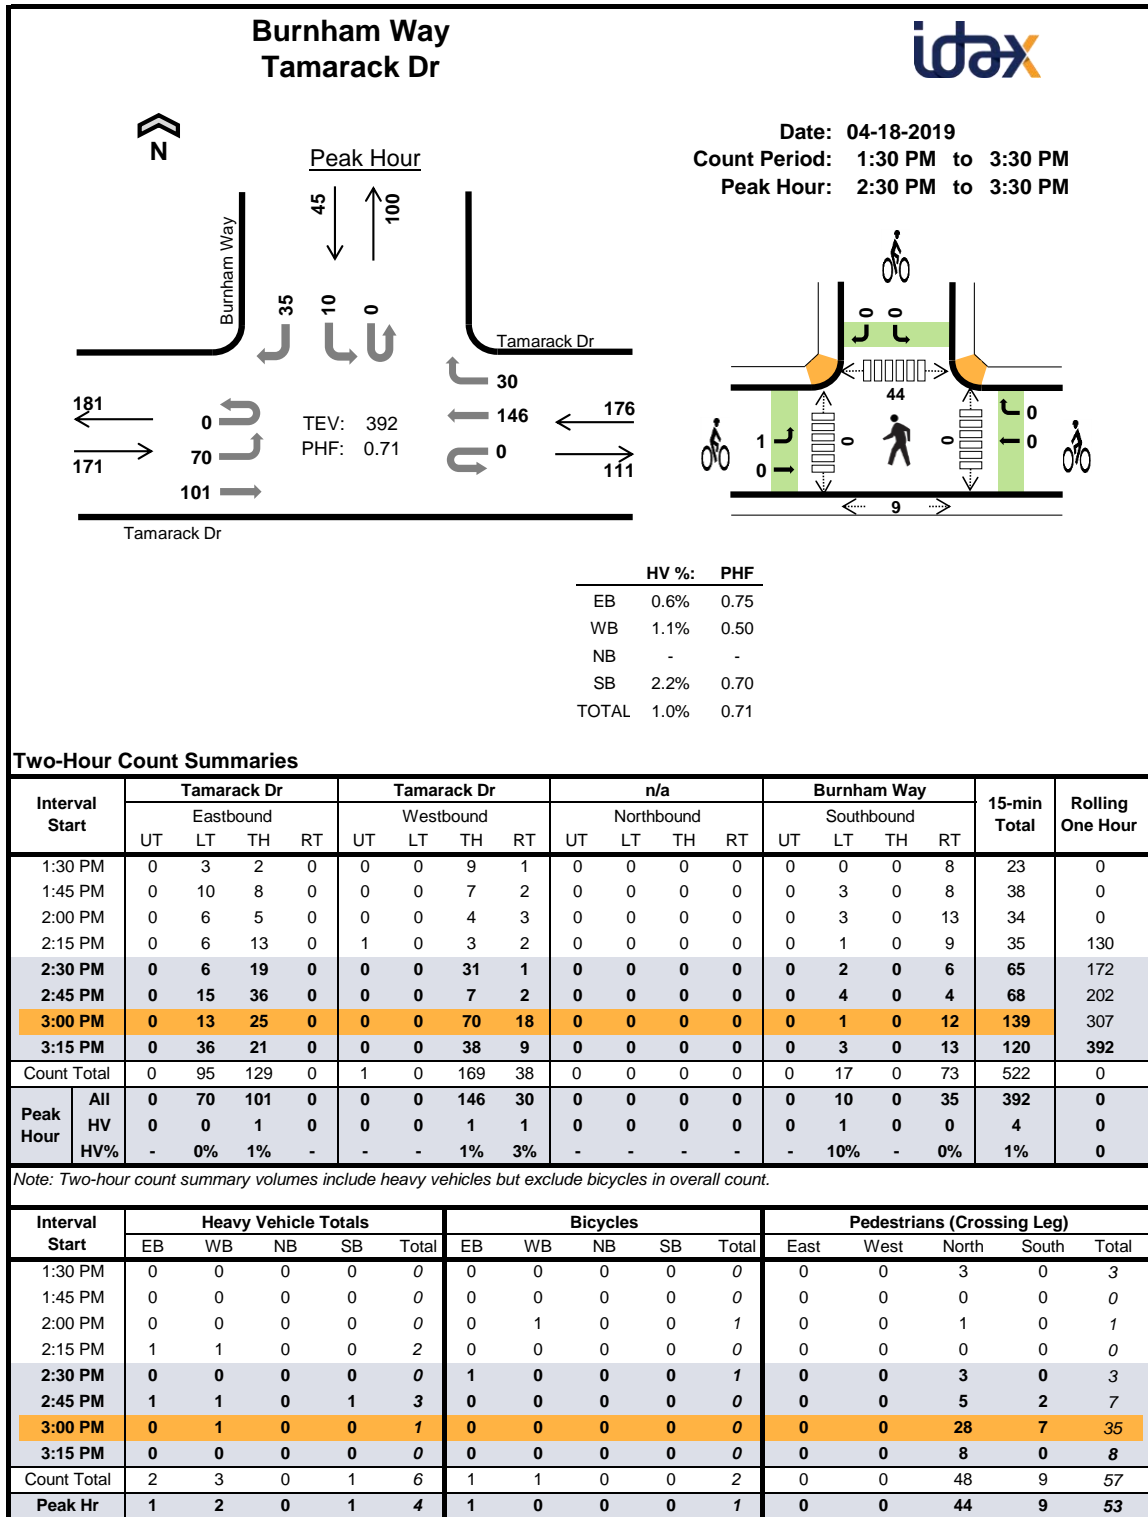 Burnham Way
Tamarack Dr
idax
N
Peak Hour
Date: 04-18-2019
Count Period: 1:30 PM to 3:30 PM
Peak Hour: 2:30 PM to 3:30 PM
45
100
Burnham Way
35
10
0
Tamarack Dr
30
181
0
TEV: 392
146
176
171
70
PHF: 0.71
0
111
101
Tamarack Dr
0 0
44
0
1
0
0
0
0
9
HV %: PHF
EB 0.6% 0.75
WB 1.1% 0.50
NB - -
SB 2.2% 0.70
TOTAL 1.0% 0.71
Two-Hour Count Summaries
Interval Start Tamarack Dr Tamarack Dr n/a Burnham Way 15-min Total Rolling One Hour
Eastbound Westbound Northbound Southbound
UT LT TH RT UT LT TH RT UT LT TH RT UT LT TH RT
1:30 PM 0 3 2 0 0 0 9 1 0 0 0 0 0 0 0 8 23 0
1:45 PM 0 10 8 0 0 0 7 2 0 0 0 0 0 3 0 8 38 0
2:00 PM 0 6 5 0 0 0 4 3 0 0 0 0 0 3 0 13 34 0
2:15 PM 0 6 13 0 1 0 3 2 0 0 0 0 0 1 0 9 35 130
2:30 PM 0 6 19 0 0 0 31 1 0 0 0 0 0 2 0 6 65 172
2:45 PM 0 15 36 0 0 0 7 2 0 0 0 0 0 4 0 4 68 202
3:00 PM 0 13 25 0 0 0 70 18 0 0 0 0 0 1 0 12 139 307
3:15 PM 0 36 21 0 0 0 38 9 0 0 0 0 0 3 0 13 120 392
Count Total 0 95 129 0 1 0 169 38 0 0 0 0 0 17 0 73 522 0
Peak Hour All 0 70 101 0 0 0 146 30 0 0 0 0 0 10 0 35 392 0
HV 0 0 1 0 0 0 1 1 0 0 0 0 0 1 0 0 4 0
HV% - 0% 1% - - - 1% 3% - - - - - 10% - 0% 1% 0
Note: Two-hour count summary volumes include heavy vehicles but exclude bicycles in overall count.
Interval Start Heavy Vehicle Totals Bicycles Pedestrians (Crossing Leg)
EB WB NB SB Total EB WB NB SB Total East West North South Total
1:30 PM 0 0 0 0 0 0 0 0 0 0 0 0 3 0 3
1:45 PM 0 0 0 0 0 0 0 0 0 0 0 0 0 0 0
2:00 PM 0 0 0 0 0 0 1 0 0 1 0 0 1 0 1
2:15 PM 1 1 0 0 2 0 0 0 0 0 0 0 0 0 0
2:30 PM 0 0 0 0 0 1 0 0 0 1 0 0 3 0 3
2:45 PM 1 1 0 1 3 0 0 0 0 0 0 0 5 2 7
3:00 PM 0 1 0 0 1 0 0 0 0 0 0 0 28 7 35
3:15 PM 0 0 0 0 0 0 0 0 0 0 0 0 8 0 8
Count Total 2 3 0 1 6 1 1 0 0 2 0 0 48 9 57
Peak Hr 1 2 0 1 4 1 0 0 0 1 0 0 44 9 53